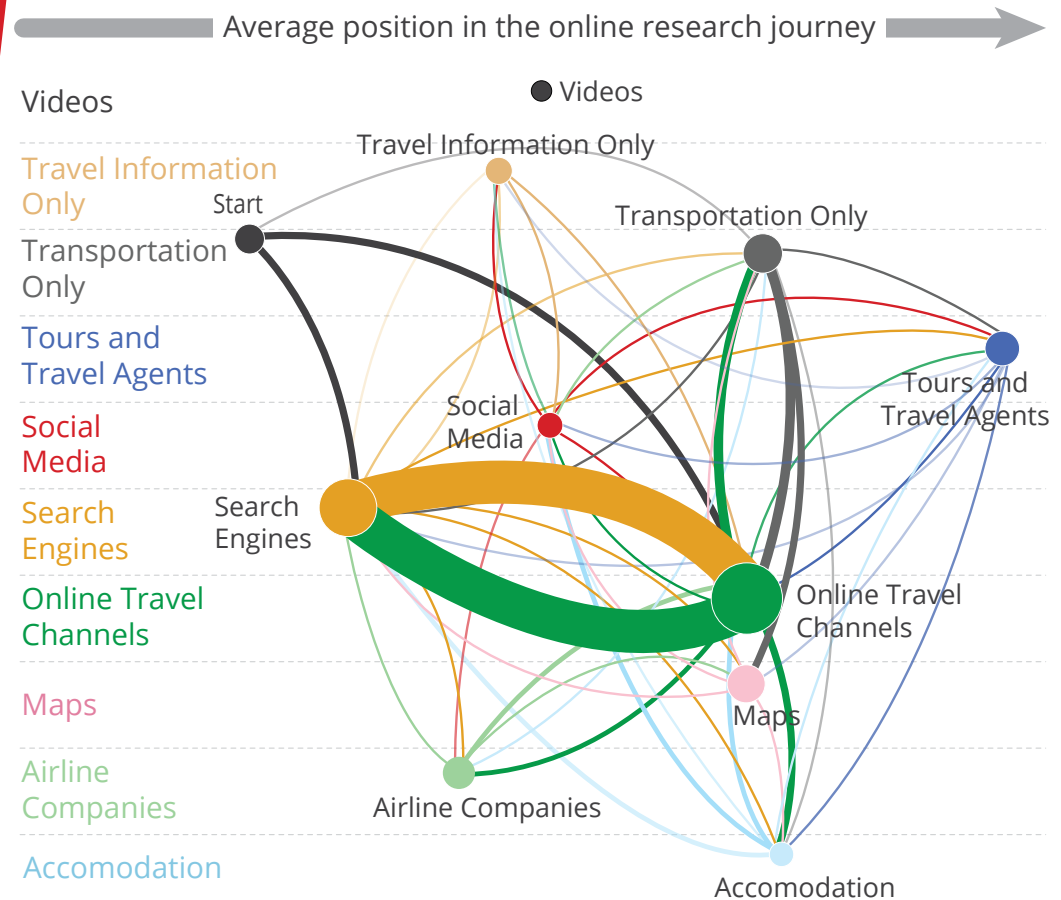 Average position in the online research journey
Videos
Videos
Travel Information Only
Travel Information
Only
Start
Transportation Only
Transportation
Only
Tours and
Travel Agents
Tours and
Travel Agents
Social
Media
Social
Media
Search
Engines
Search
Engines
Online Travel
Channels
Online Travel
Channels
Maps
Maps
Airline
Companies
Airline Companies
Accomodation
Accomodation